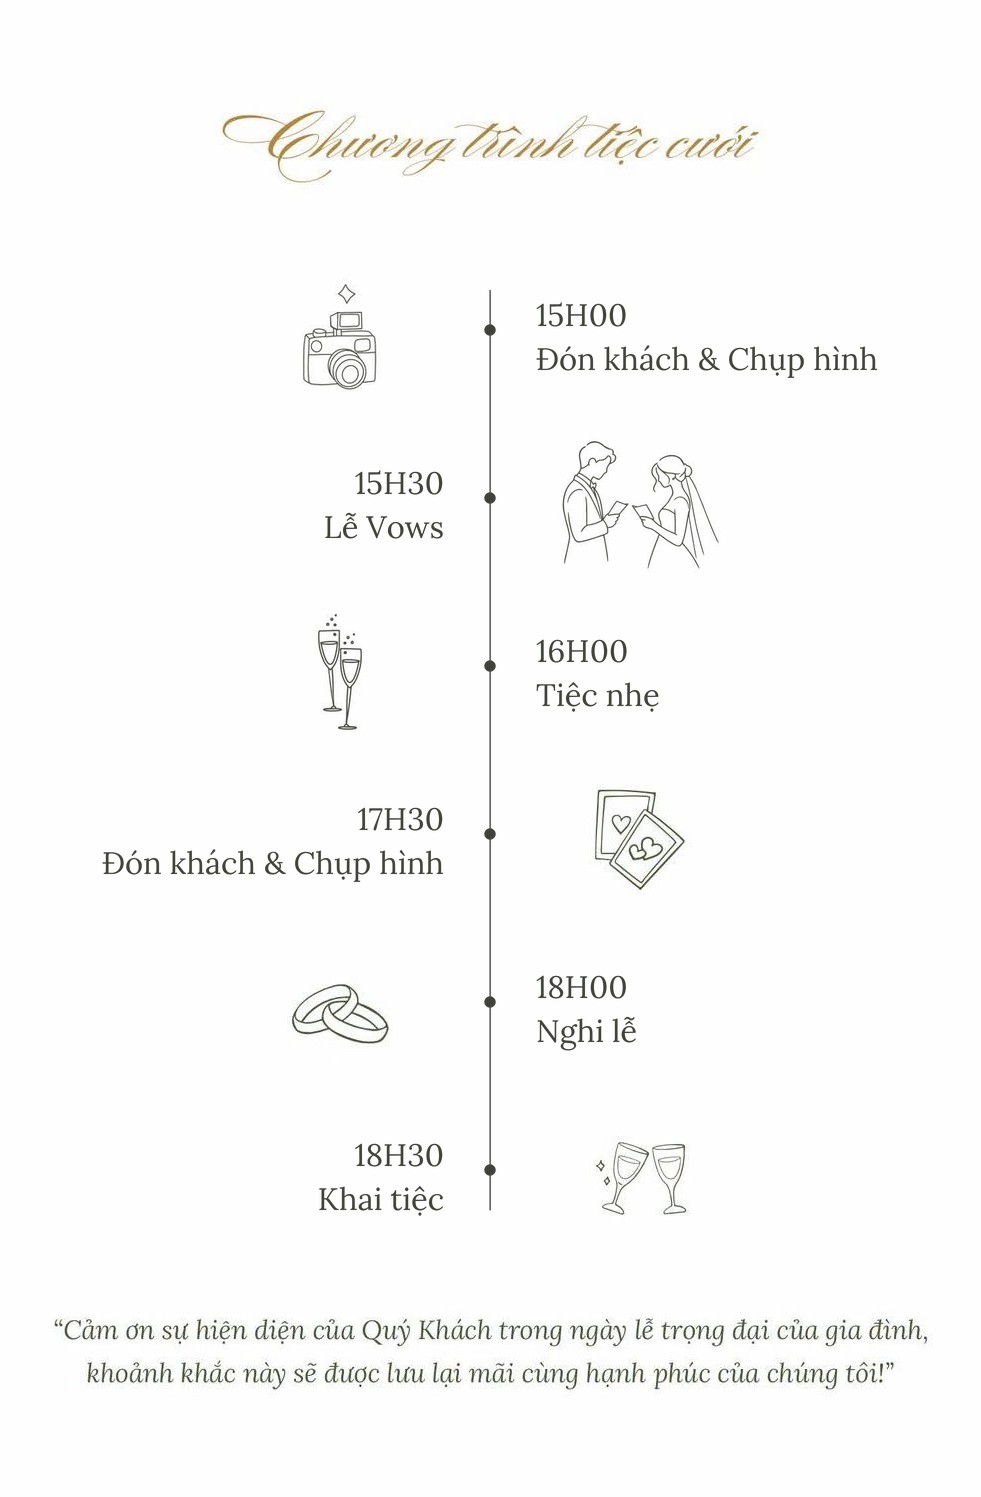 Chương trình tiệc cưới
15H00
Đón khách & Chụp hình
15H30
Lễ Vows
16H00
Tiệc nhẹ
17H30
Đón khách & Chụp hình
18H00
Nghi lễ
18H30
Khai tiệc
“Cảm ơn sự hiện diện của Quý Khách trong ngày lễ trọng đại của gia đình,
khoảnh khắc này sẽ được lưu lại mãi cùng hạnh phúc của chúng tôi!”